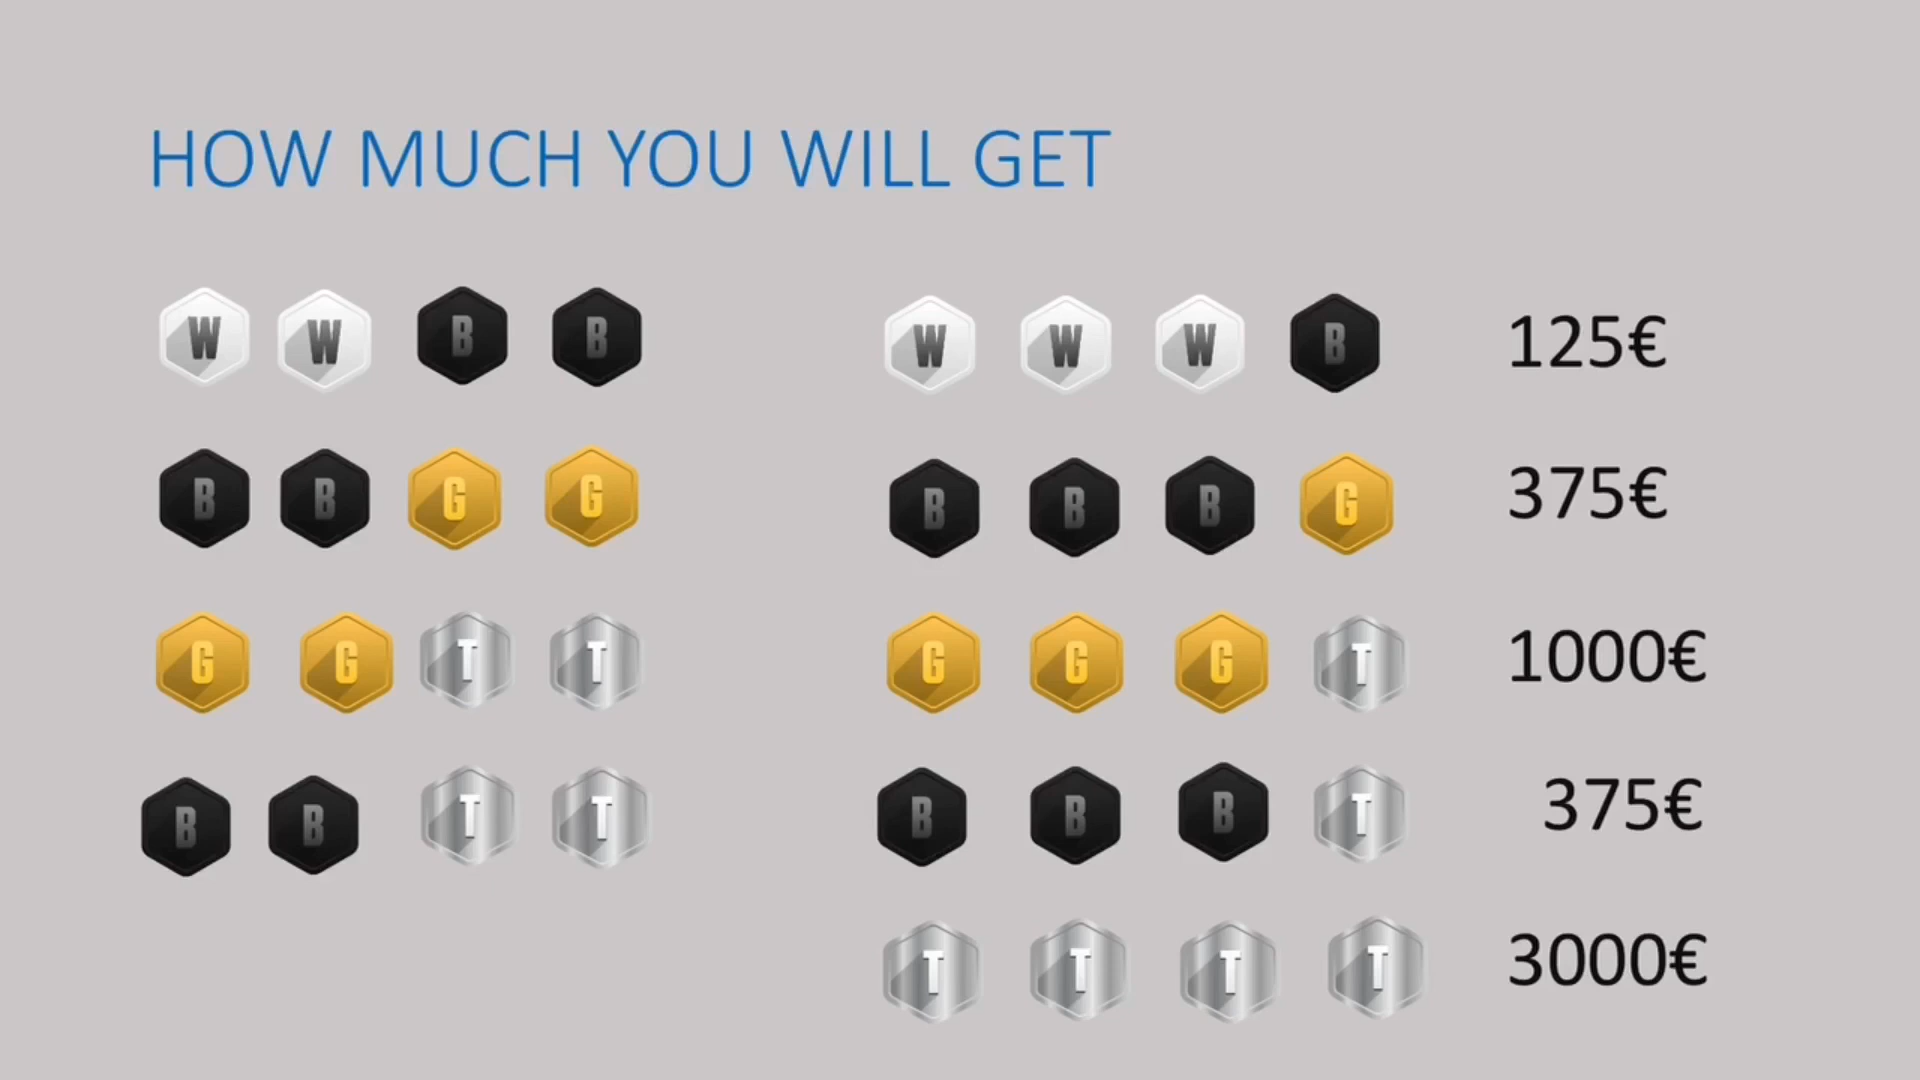 HOW MUCH YOU WILL GET
W W B B W W W B 125€
B B G G B B B G 375€
G G T T G G G T 1000€
B B T T B B B T 375€
T T T T 3000€